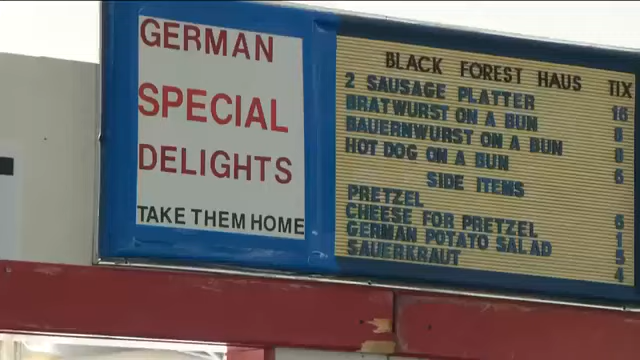 GERMAN
SPECIAL
DELIGHTS
TAKE THEM HOME
BLACK FOREST HAUS TIX
2 SAUSAGE PLATTER 16
BRATWURST ON A BUN 8
BAUERNWURST ON A BUN 8
HOT DOG ON A BUN 6
SIDE ITEMS
PRETZEL 6
CHEESE FOR PRETZEL 1
GERMAN POTATO SALAD 5
SAUERKRAUT 4